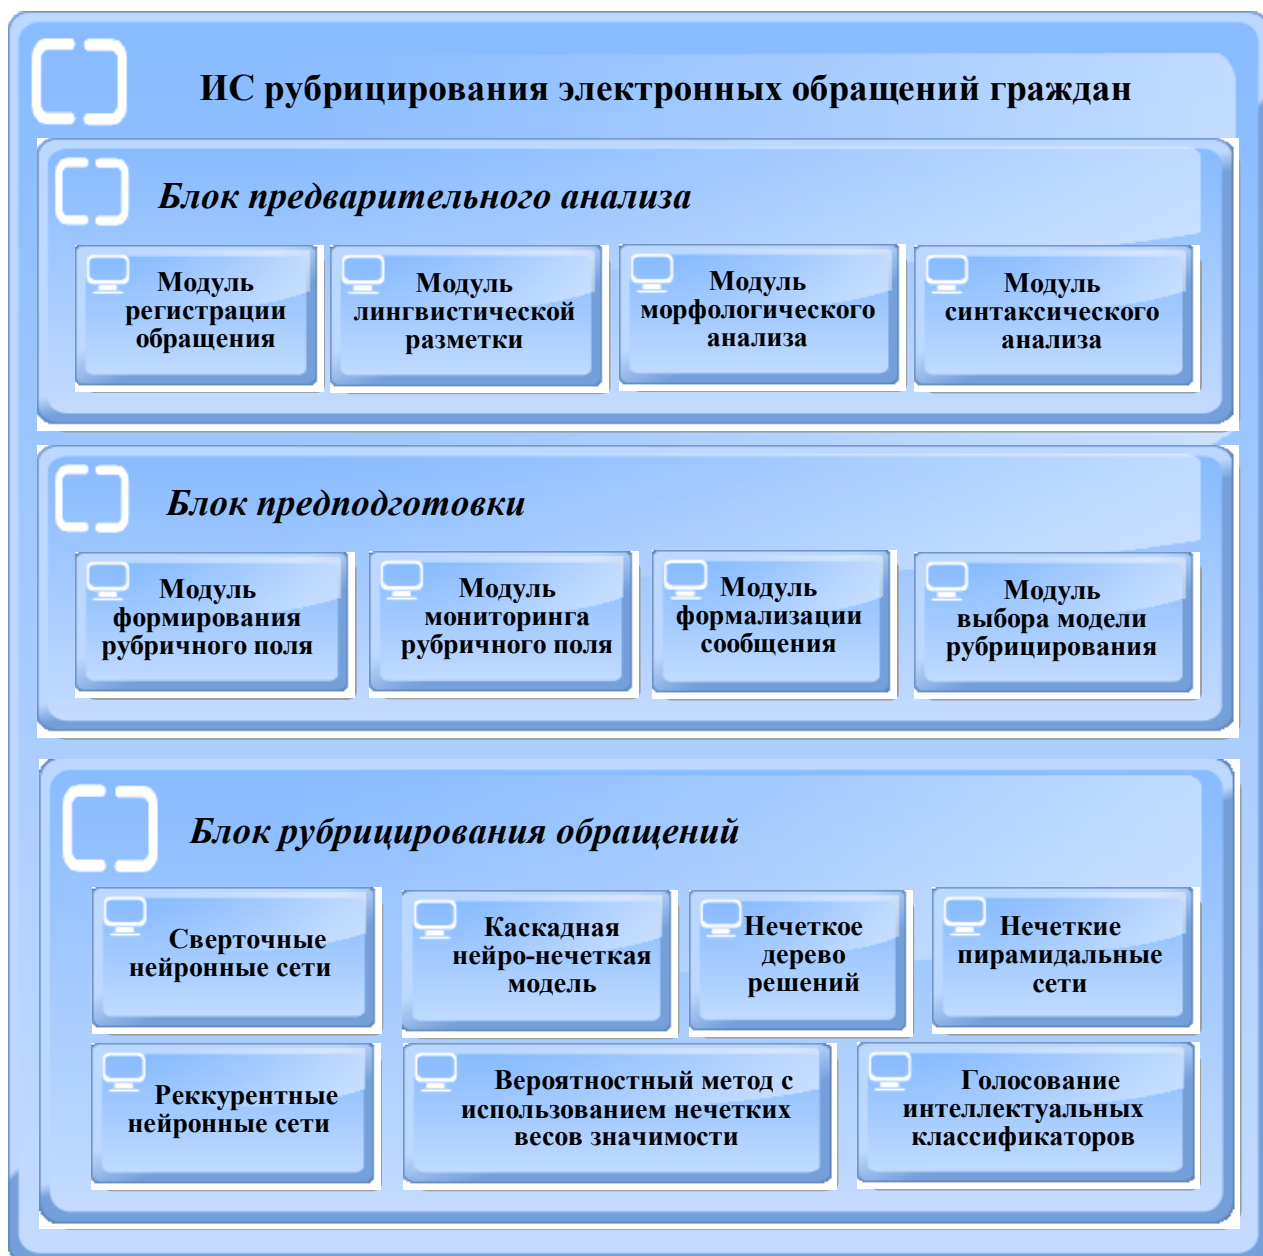 ИС рубрицирования электронных обращений граждан
Блок предварительного анализа
Модуль
регистрации
обращения
Модуль
лингвистической
разметки
Модуль
морфологического
анализа
Модуль
синтаксического
анализа
Блок предподготовки
Модуль
формирования
рубричного поля
Модуль
мониторинга
рубричного поля
Модуль
формализации
сообщения
Модуль
выбора модели
рубрицирования
Блок рубрицирования обращений
Сверточные
нейронные сети
Каскадная
нейро-нечеткая
модель
Нечеткое
дерево
решений
Нечеткие
пирамидальные
сети
Реккурентные
нейронные сети
Вероятностный метод с
использованием нечетких
весов значимости
Голосование
интеллектуальных
классификаторов